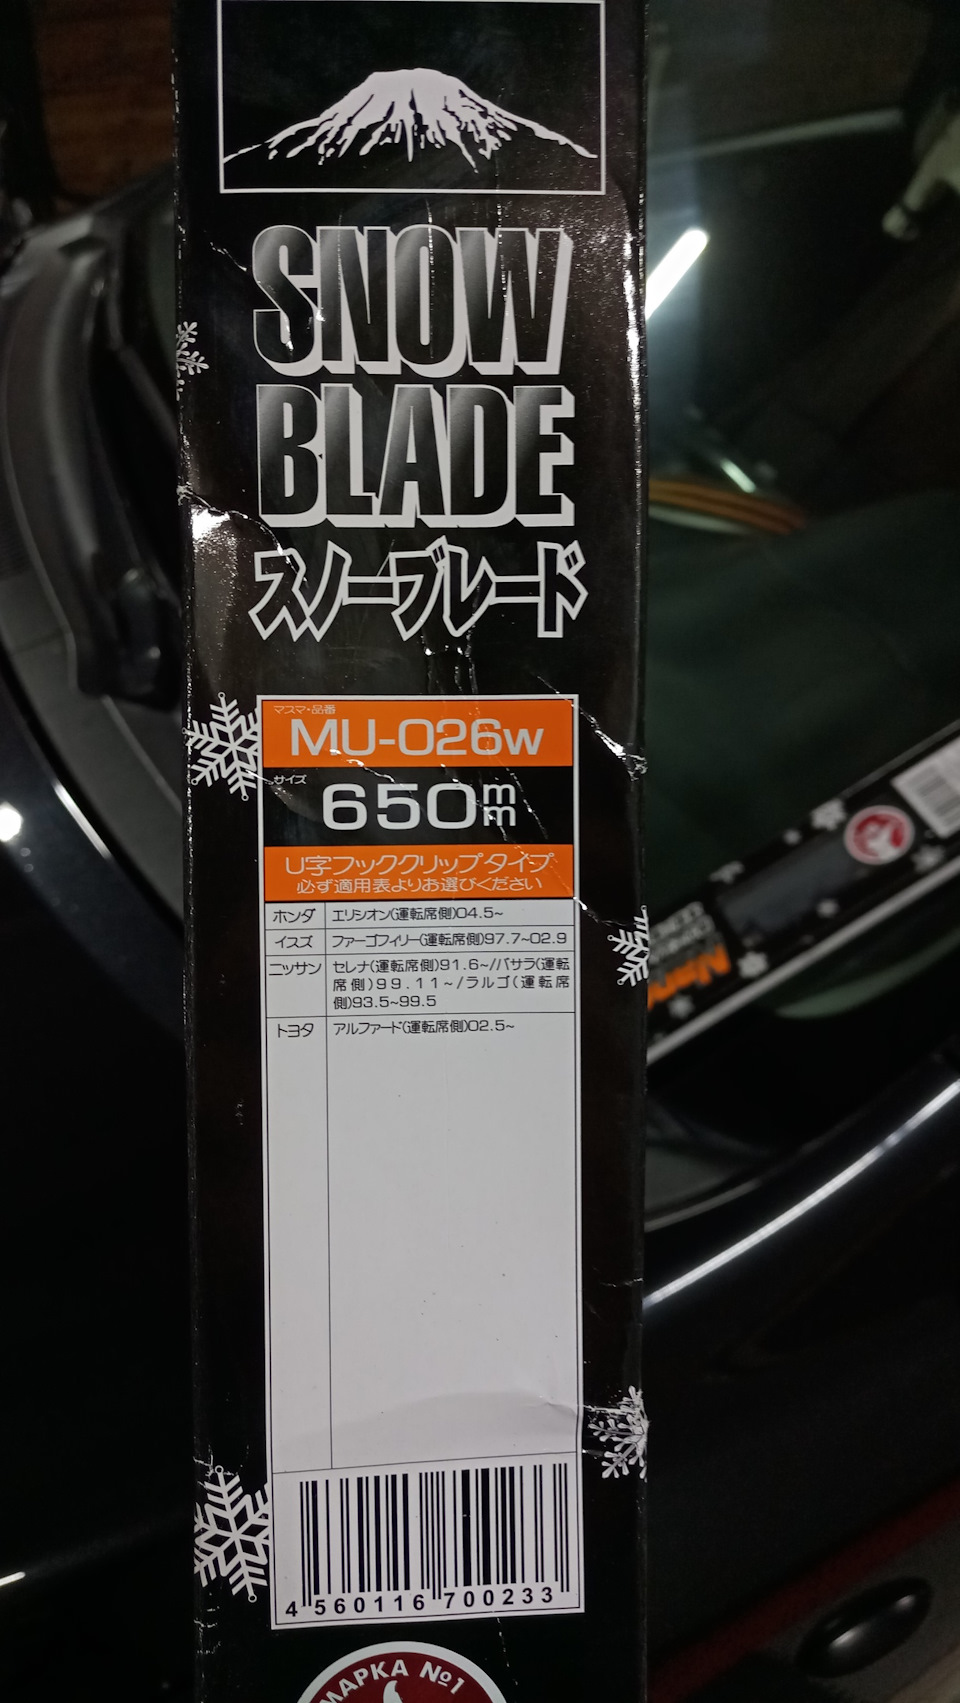 SNOW
BLADE
スノーブレード
マスマ・品番
MU-026w
サイズ
650mm
U字フッククリップタイプ
必ず適用表よりお選びください
ホンダ エリシオン(運転席側)04.5~
イスズ ファーゴフィリー(運転席側)97.7~02.9
ニッサン セレナ(運転席側)91.6~/バサラ(運転
席側)99.11~/ラルゴ(運転席
側)93.5~99.5
トヨタ アルファード(運転席側)02.5~
4 560116 700233
МАРКА №1